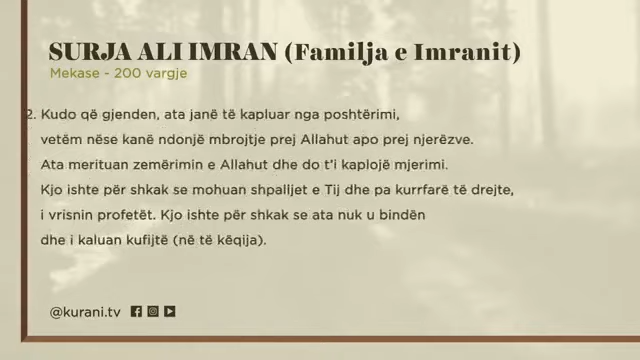 SURJA ALI IMRAN (Familja e Imranit)
Mekase - 200 vargje
2. Kudo që gjenden, ata janë të kapluar nga poshtërimi,
vetëm nëse kanë ndonjë mbrojtje prej Allahut apo prej njerëzve.
Ata merituan zemërimin e Allahut dhe do t'i kaplojë mjerimi.
Kjo ishte për shkak se mohuan shpalljet e Tij dhe pa kurrfarë të drejte,
i vrisnin profetët. Kjo ishte për shkak se ata nuk u bindën
dhe i kaluan kufijtë (në të këqija).
@kurani.tv